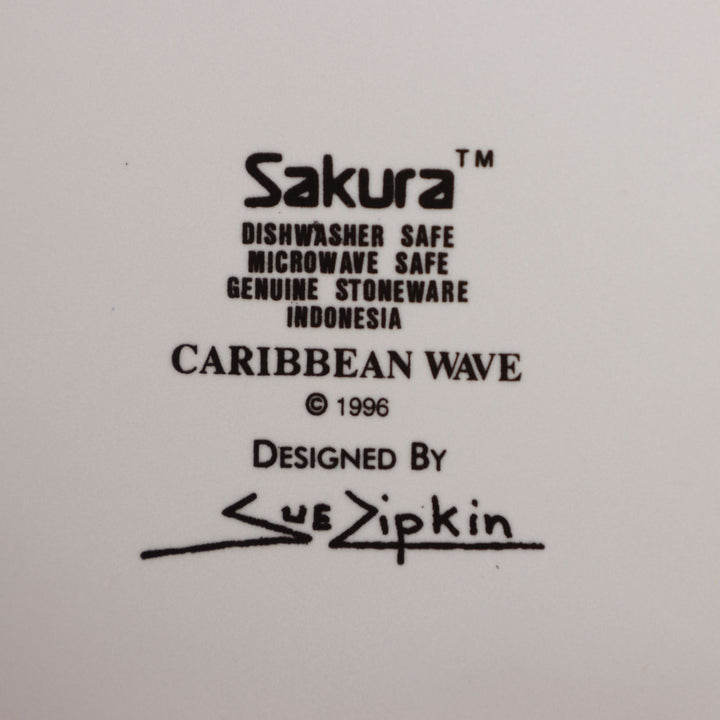 Sakura™
DISHWASHER SAFE
MICROWAVE SAFE
GENUINE STONEWARE
INDONESIA
CARIBBEAN WAVE
© 1996
DESIGNED BY
Sue Zipkin